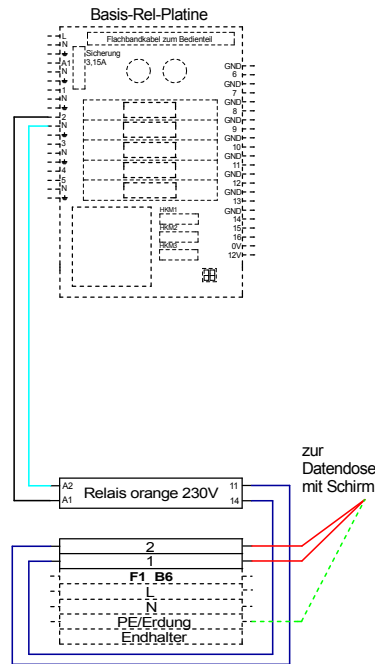 Basis-Rel-Platine
Flachbandkabel zum Bedienteil
L
N
A1
N
1
N
2
N
3
N
4
5
N
Sicherung
3,15A
GND
6
GND
7
GND
8
GND
9
GND
10
GND
11
GND
12
GND
13
GND
14
15
16
0V
12V
HKM1
HKM2
HKM3
A2
A1
Relais orange 230V
11
14
zur
Datendose
mit Schirm
2
1
F1 B6
L
N
PE/Erdung
Endhalter